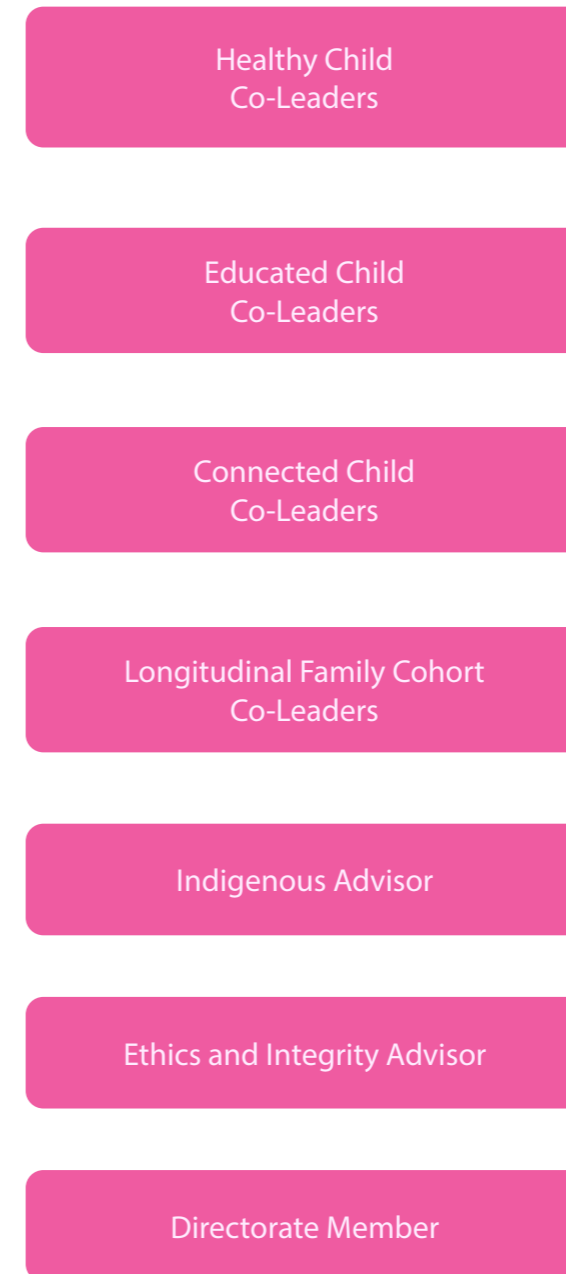 Healthy Child
Co-Leaders
Educated Child
Co-Leaders
Connected Child
Co-Leaders
Longitudinal Family Cohort
Co-Leaders
Indigenous Advisor
Ethics and Integrity Advisor
Directorate Member